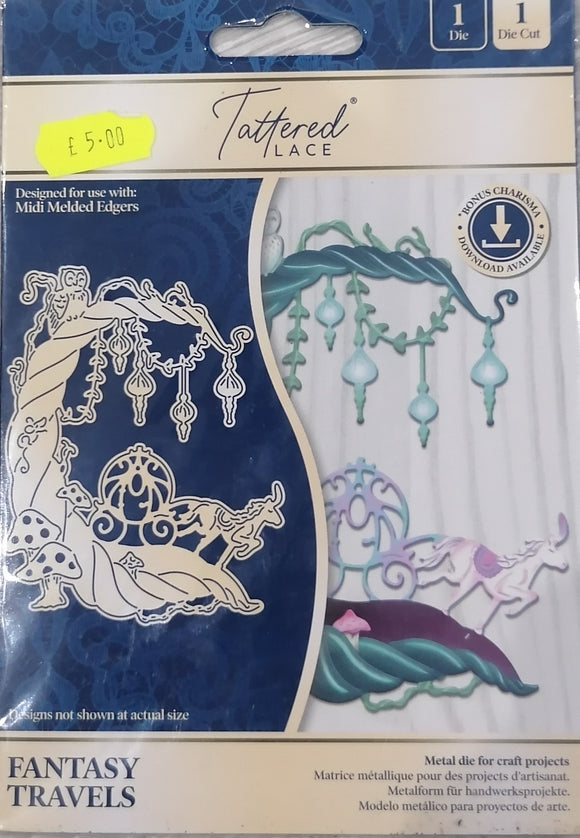 1
Die
1
Die Cut
£5.00
Tattered®
LACE
Designed for use with:
Midi Melded Edgers
• BONUS CHARISMA •
DOWNLOAD AVAILABLE
Designs not shown at actual size
FANTASY
TRAVELS
Metal die for craft projects
Matrice métallique pour des projects d'artisanat.
Metalform für handwerksprojekte.
Modelo metálico para proyectos de arte.